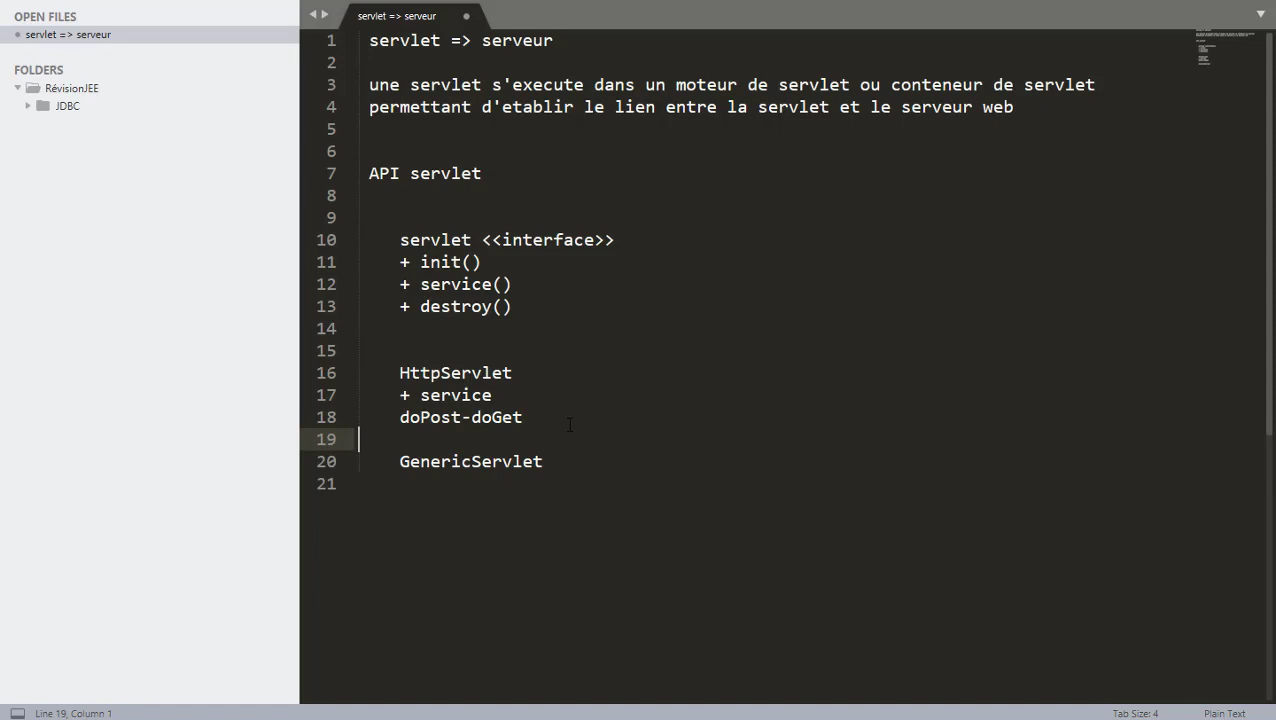 OPEN FILES
servlet => serveur
FOLDERS
RévisionJEE
JDBC
servlet => serveur
1 servlet => serveur
2
3 une servlet s'execute dans un moteur de servlet ou conteneur de servlet
4 permettant d'etablir le lien entre la servlet et le serveur web
5
6
7 API servlet
8
9
10 servlet <<interface>>
11 + init()
12 + service()
13 + destroy()
14
15
16 HttpServlet
17 + service
18 doPost-doGet
19
20 GenericServlet
21
Line 19, Column 1
Tab Size: 4
Plain Text